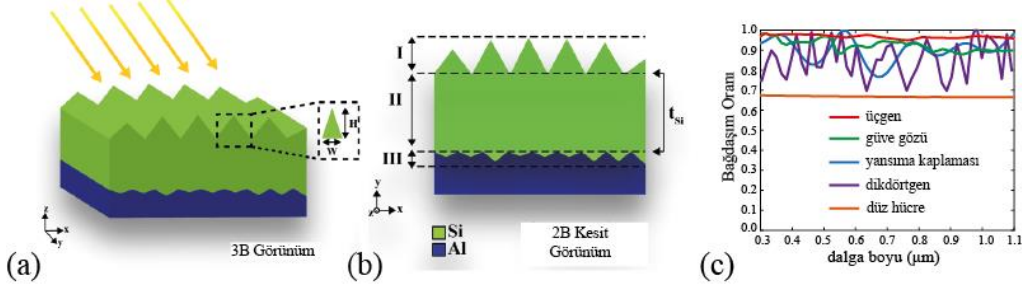 H
W
z
x
y
3B Görünüm
(a)
I
II
III
tSi
y
z
x
Si
Al
2B Kesit
Görünüm
(b)
Bağdaşım Oranı
1.0
0.9
0.8
0.7
0.6
0.5
0.4
0.3
0.2
0.1
0.0
üçgen
güve gözü
yansıma kaplaması
dikdörtgen
düz hücre
0.3 0.4 0.5 0.6 0.7 0.8 0.9 1.0 1.1
dalga boyu (μm)
(c)